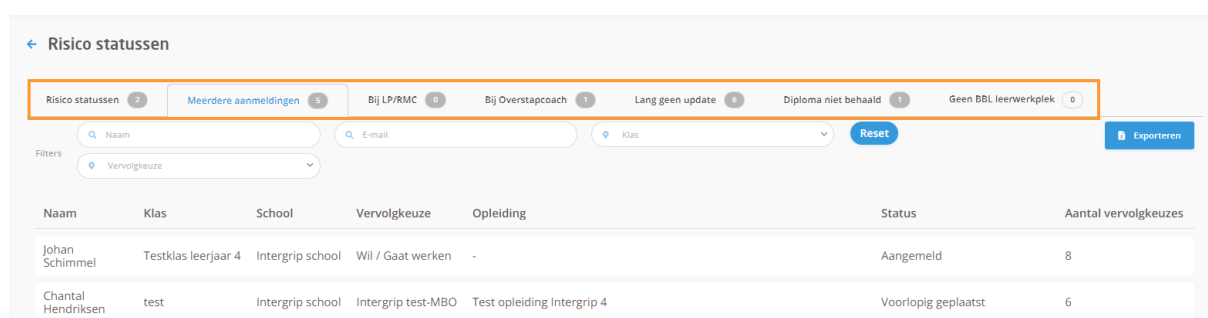 Risico statussen
Risico statussen 2 Meerdere aanmeldingen 5 Bij LP/RMC 0 Bij Overstapcoach 1 Lang geen update 6 Diploma niet behaald 1 Geen BBL leerwerkplek 0
Naam E-mail Klas Reset Exporteren
Filters
Vervolgkeuze
Naam Klas School Vervolgkeuze Opleiding Status Aantal vervolgkeuzes
Johan
Schimmel Testklas leerjaar 4 Intergrip school Wil / Gaat werken - Aangemeld 8
Chantal
Hendriksen test Intergrip school Intergrip test-MBO Test opleiding Intergrip 4 Voorlopig geplaatst 6